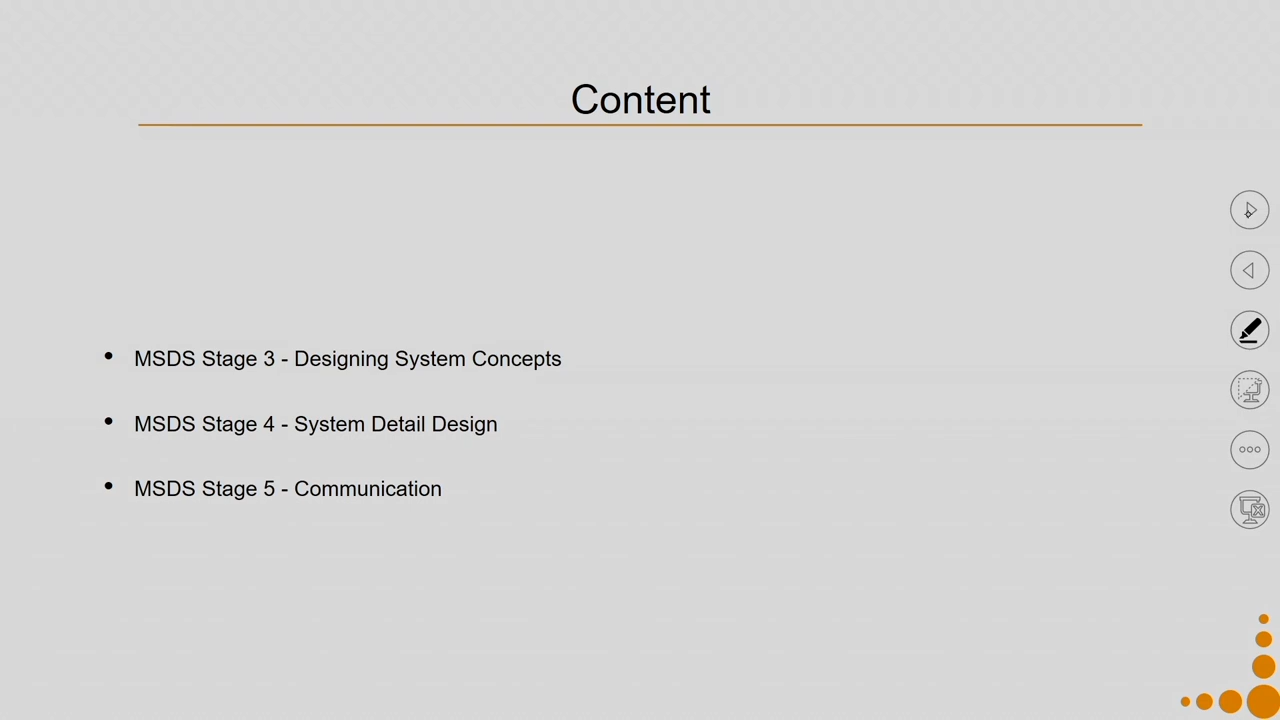 Content
• MSDS Stage 3 - Designing System Concepts
• MSDS Stage 4 - System Detail Design
• MSDS Stage 5 - Communication